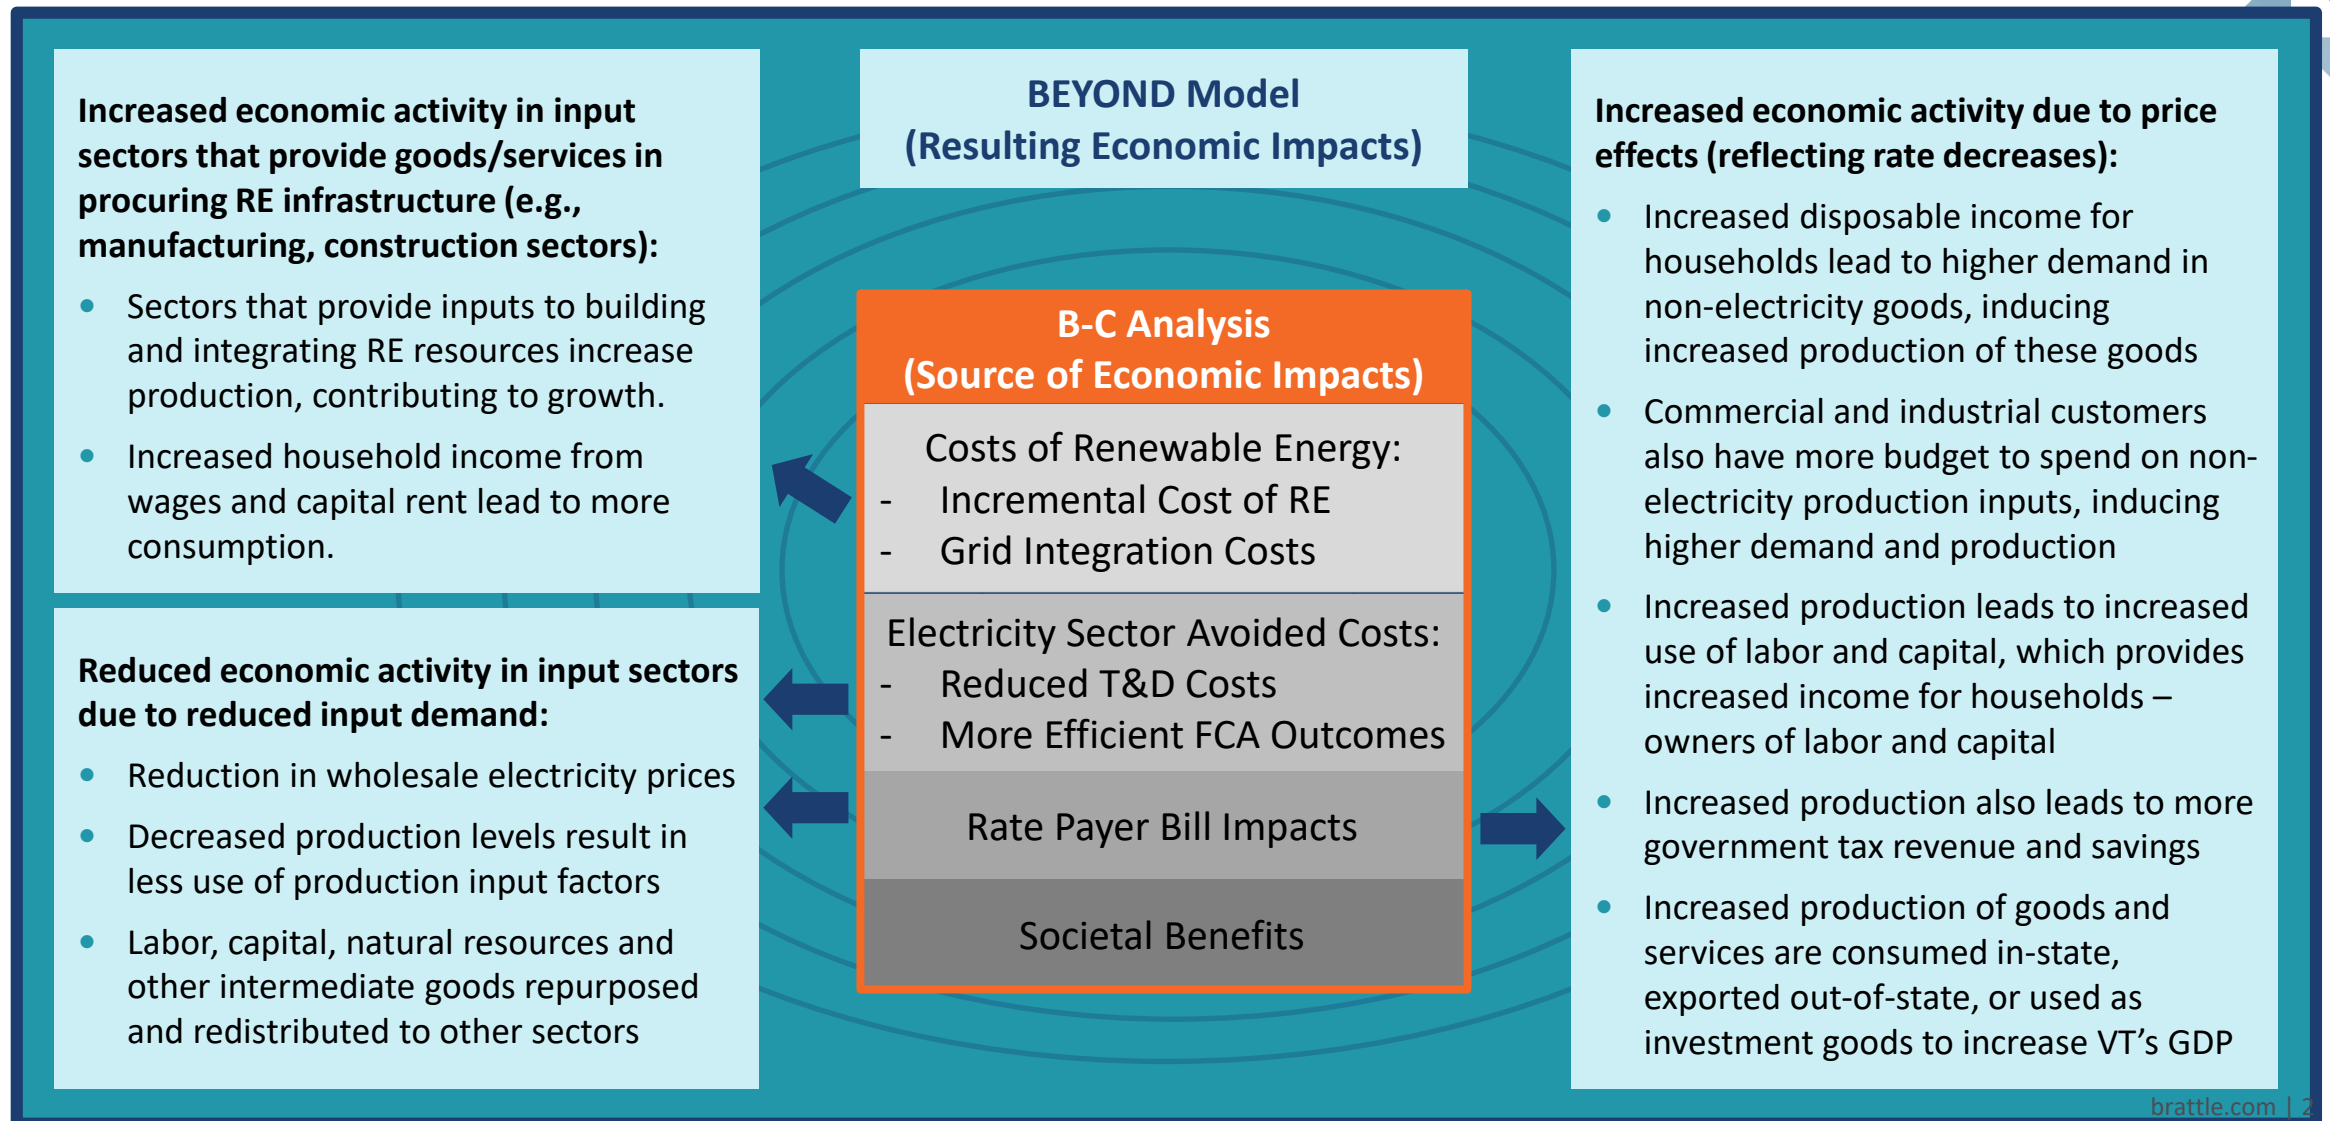 Increased economic activity in input
sectors that provide goods/services in
procuring RE infrastructure (e.g.,
manufacturing, construction sectors):
• Sectors that provide inputs to building
and integrating RE resources increase
production, contributing to growth.
• Increased household income from
wages and capital rent lead to more
consumption.
Reduced economic activity in input sectors
due to reduced input demand:
• Reduction in wholesale electricity prices
• Decreased production levels result in
less use of production input factors
• Labor, capital, natural resources and
other intermediate goods repurposed
and redistributed to other sectors
BEYOND Model
(Resulting Economic Impacts)
B-C Analysis
(Source of Economic Impacts)
Costs of Renewable Energy:
- Incremental Cost of RE
- Grid Integration Costs
Electricity Sector Avoided Costs:
- Reduced T&D Costs
- More Efficient FCA Outcomes
Rate Payer Bill Impacts
Societal Benefits
Increased economic activity due to price
effects (reflecting rate decreases):
• Increased disposable income for
households lead to higher demand in
non-electricity goods, inducing
increased production of these goods
• Commercial and industrial customers
also have more budget to spend on non-
electricity production inputs, inducing
higher demand and production
• Increased production leads to increased
use of labor and capital, which provides
increased income for households –
owners of labor and capital
• Increased production also leads to more
government tax revenue and savings
• Increased production of goods and
services are consumed in-state,
exported out-of-state, or used as
investment goods to increase VT’s GDP
brattle.com | 2